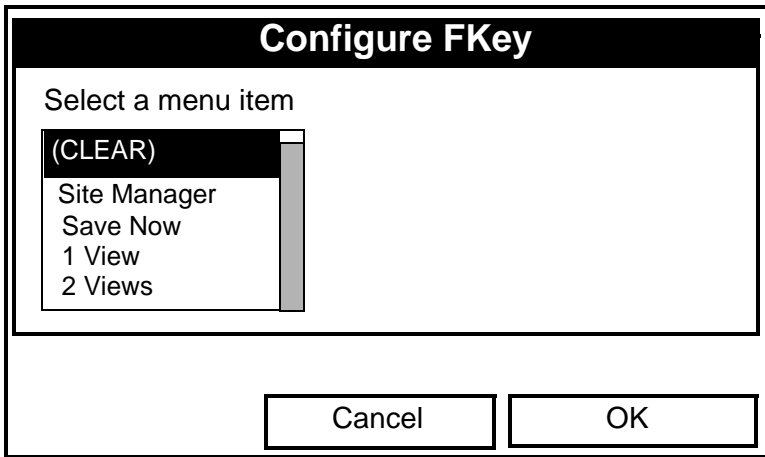 Configure FKey
Select a menu item
(CLEAR)
Site Manager
Save Now
1 View
2 Views
Cancel OK